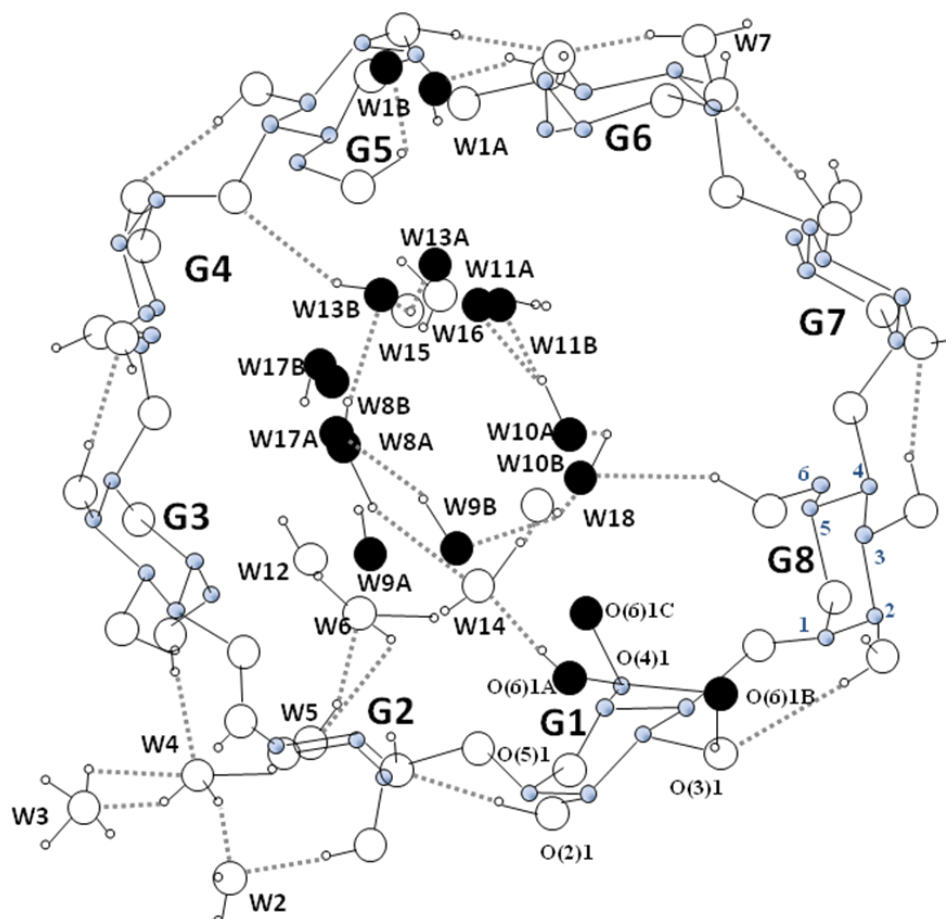 W7
W1B
G5
W1A
G6
W13A
G4
W11A
W13B
W16
G7
W15
W11B
W17B
W8B
W17A
W8A
W10A
W10B
6
4
W9B
W18
5
G3
G8
3
W12
W9A
O(6)1C
W6
W14
2
1
O(4)1
O(6)1A
O(6)1B
W5
G2
G1
W4
O(5)1
O(3)1
W3
O(2)1
W2